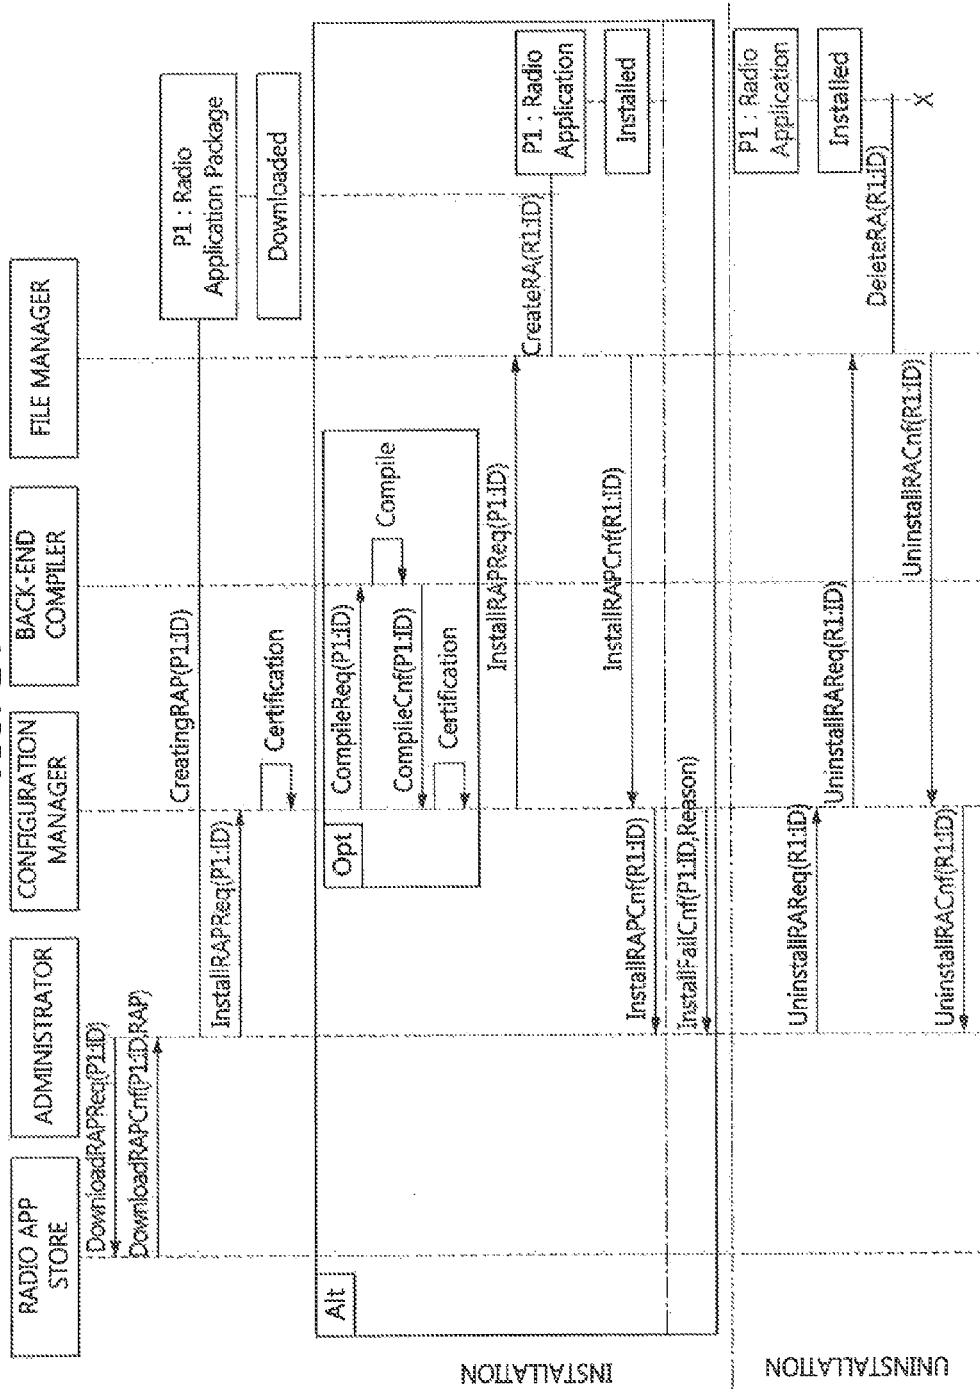 RADIO APP
STORE
ADMINISTRATOR
CONFIGURATION
MANAGER
BACK-END
COMPILER
FILE MANAGER
DownloadRAPReq(P1:ID)
DownloadRAPCnf(P1:ID,RAP)
CreatingRAP(P1:ID)
P1 : Radio
Application Package
InstallRAPReq(P1:ID)
Certification
Downloaded
Alt
Opt
CompileReq(P1:ID)
Compile
CompileCnf(P1:ID)
Certification
InstallRAPReq(P1:ID)
CreateRA(R1:ID)
P1 : Radio
Application
InstallRAPCnf(R1:ID)
Installed
InstallRAPCnf(R1:ID)
InstallFailCnf(P1:ID,Reason)
INSTALLATION
P1 : Radio
Application
UninstallRAReq(R1:ID)
UninstallRAReq(R1:ID)
Installed
DeleteRA(R1:ID)
X
UninstallRACnf(R1:ID)
UninstallRACnf(R1:ID)
UNINSTALLATION